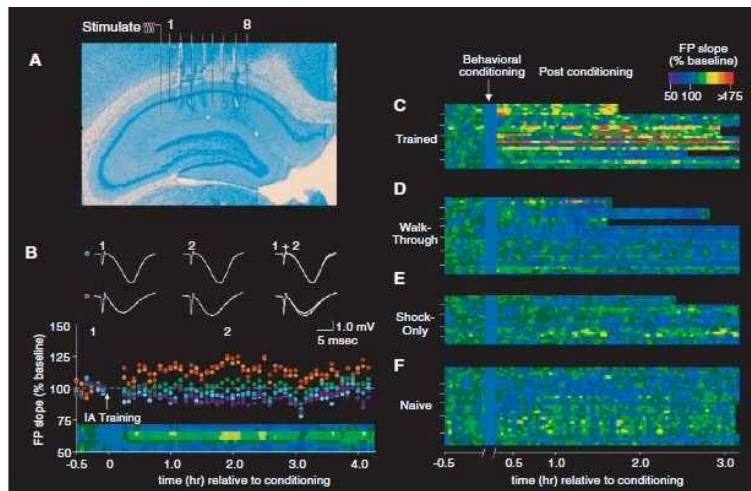 Stimulate 1 8
A
B
1 2 1 + 2
1.0 mV
5 msec
150
125
100
75
50
1 2
IA Training
FP slope (% baseline)
-0.5 0 1.0 2.0 3.0 4.0
time (hr) relative to conditioning
Behavioral
conditioning
Post conditioning
FP slope
(% baseline)
50 100 >175
C
Trained
D
Walk-
Through
E
Shock-
Only
F
Naive
-0.5 0.5 1.0 2.0 3.0
time (hr) relative to conditioning